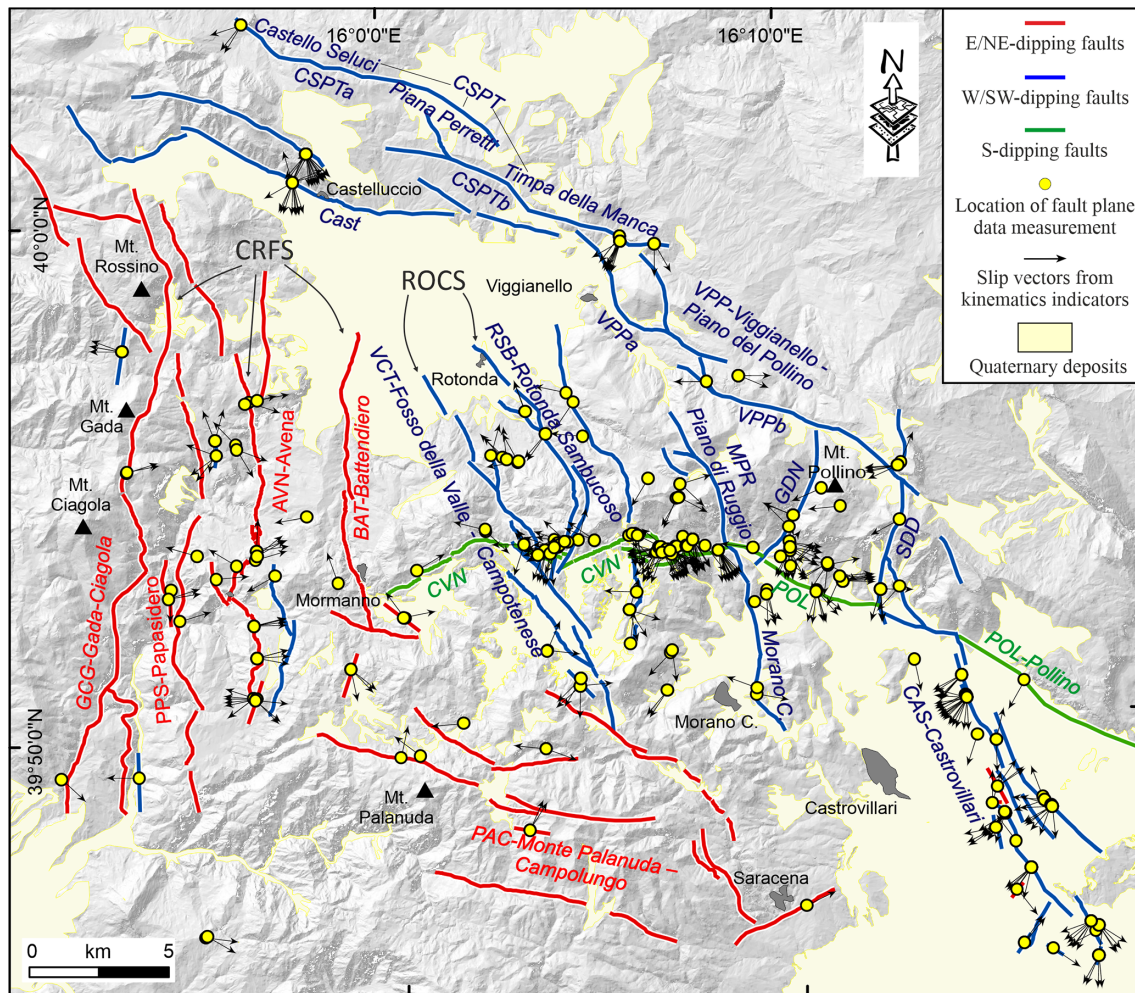 16°0'0"E
16°10'0"E
40°0'0"N
39°50'0"N
N
E/NE-dipping faults
W/SW-dipping faults
S-dipping faults
Location of fault plane
data measurement
Slip vectors from
kinematics indicators
Quaternary deposits
Castello Seluci
CSPT
CSPTa
Piana Perretti
Timpa della Manca
CSPTb
Castelluccio
Cast
Mt.
Rossino
CRFS
ROCS
Viggianello
VPPa
VPP-Viggianello -
Piano del Pollino
VPPb
Rotonda
RSB-Rotonda Sambucoso
VCT-Fosso della Valle - Campotenese
Mt.
Gada
Mt.
Ciagola
AVN-Avena
BAT-Battendiero
MPR
Piano di Ruggio
GDN
Mt.
Pollino
SDD
CVN
CVN
POL
POL-Pollino
Mormanno
GCG-Gada-Ciagola
PPS-Papasidero
Morano C.
Morano C.
CAS-Castrovillari
Castrovillari
Mt.
Palanuda
PAC-Monte Palanuda –
Campolungo
Saracena
0 km 5